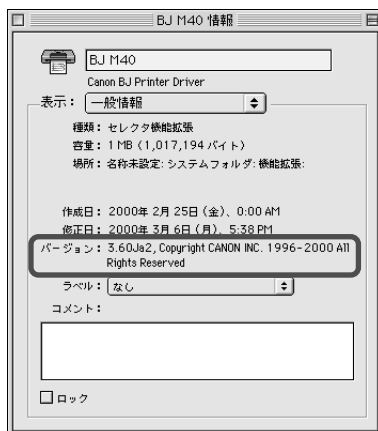 BJ M40 情報
BJ M40
Canon BJ Printer Driver
表示： 一般情報
種類：セレクタ機能拡張
容量：1 MB（1,017,194 バイト）
場所：名称未設定:システムフォルダ:機能拡張:
作成日：2000年 2月 25日（金）、0:00 AM
修正日：2000年 3月 6日（月）、5:38 PM
バージョン：3.60Ja2, Copyright CANON INC. 1996-2000 All
Rights Reserved
ラベル： なし
コメント：
ロック